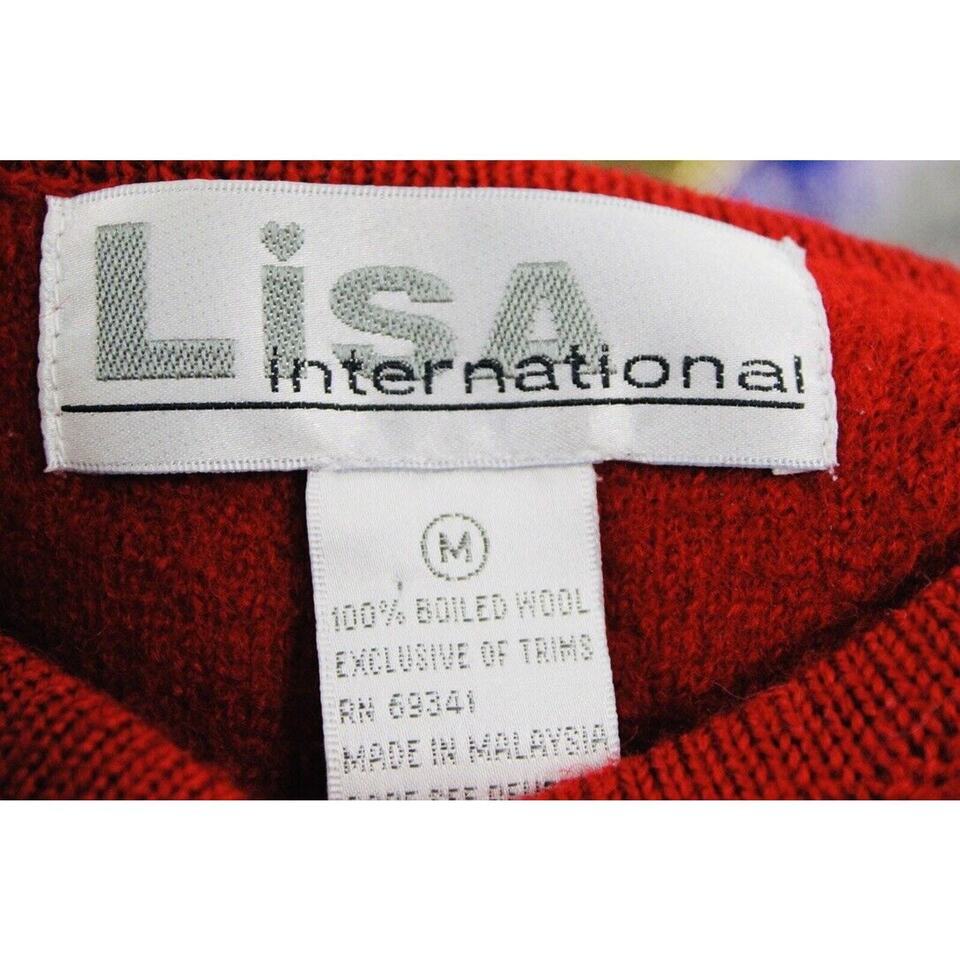 LiSA
international
M
100% BOILED WOOL
EXCLUSIVE OF TRIMS
RN 69341
MADE IN MALAYSIA